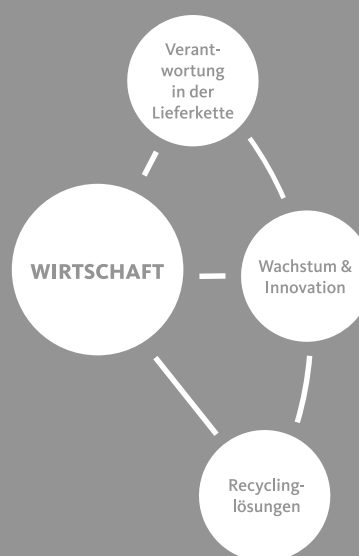 Verant-
wortung
in der
Lieferkette
WIRTSCHAFT
Wachstum &
Innovation
Recycling-
lösungen